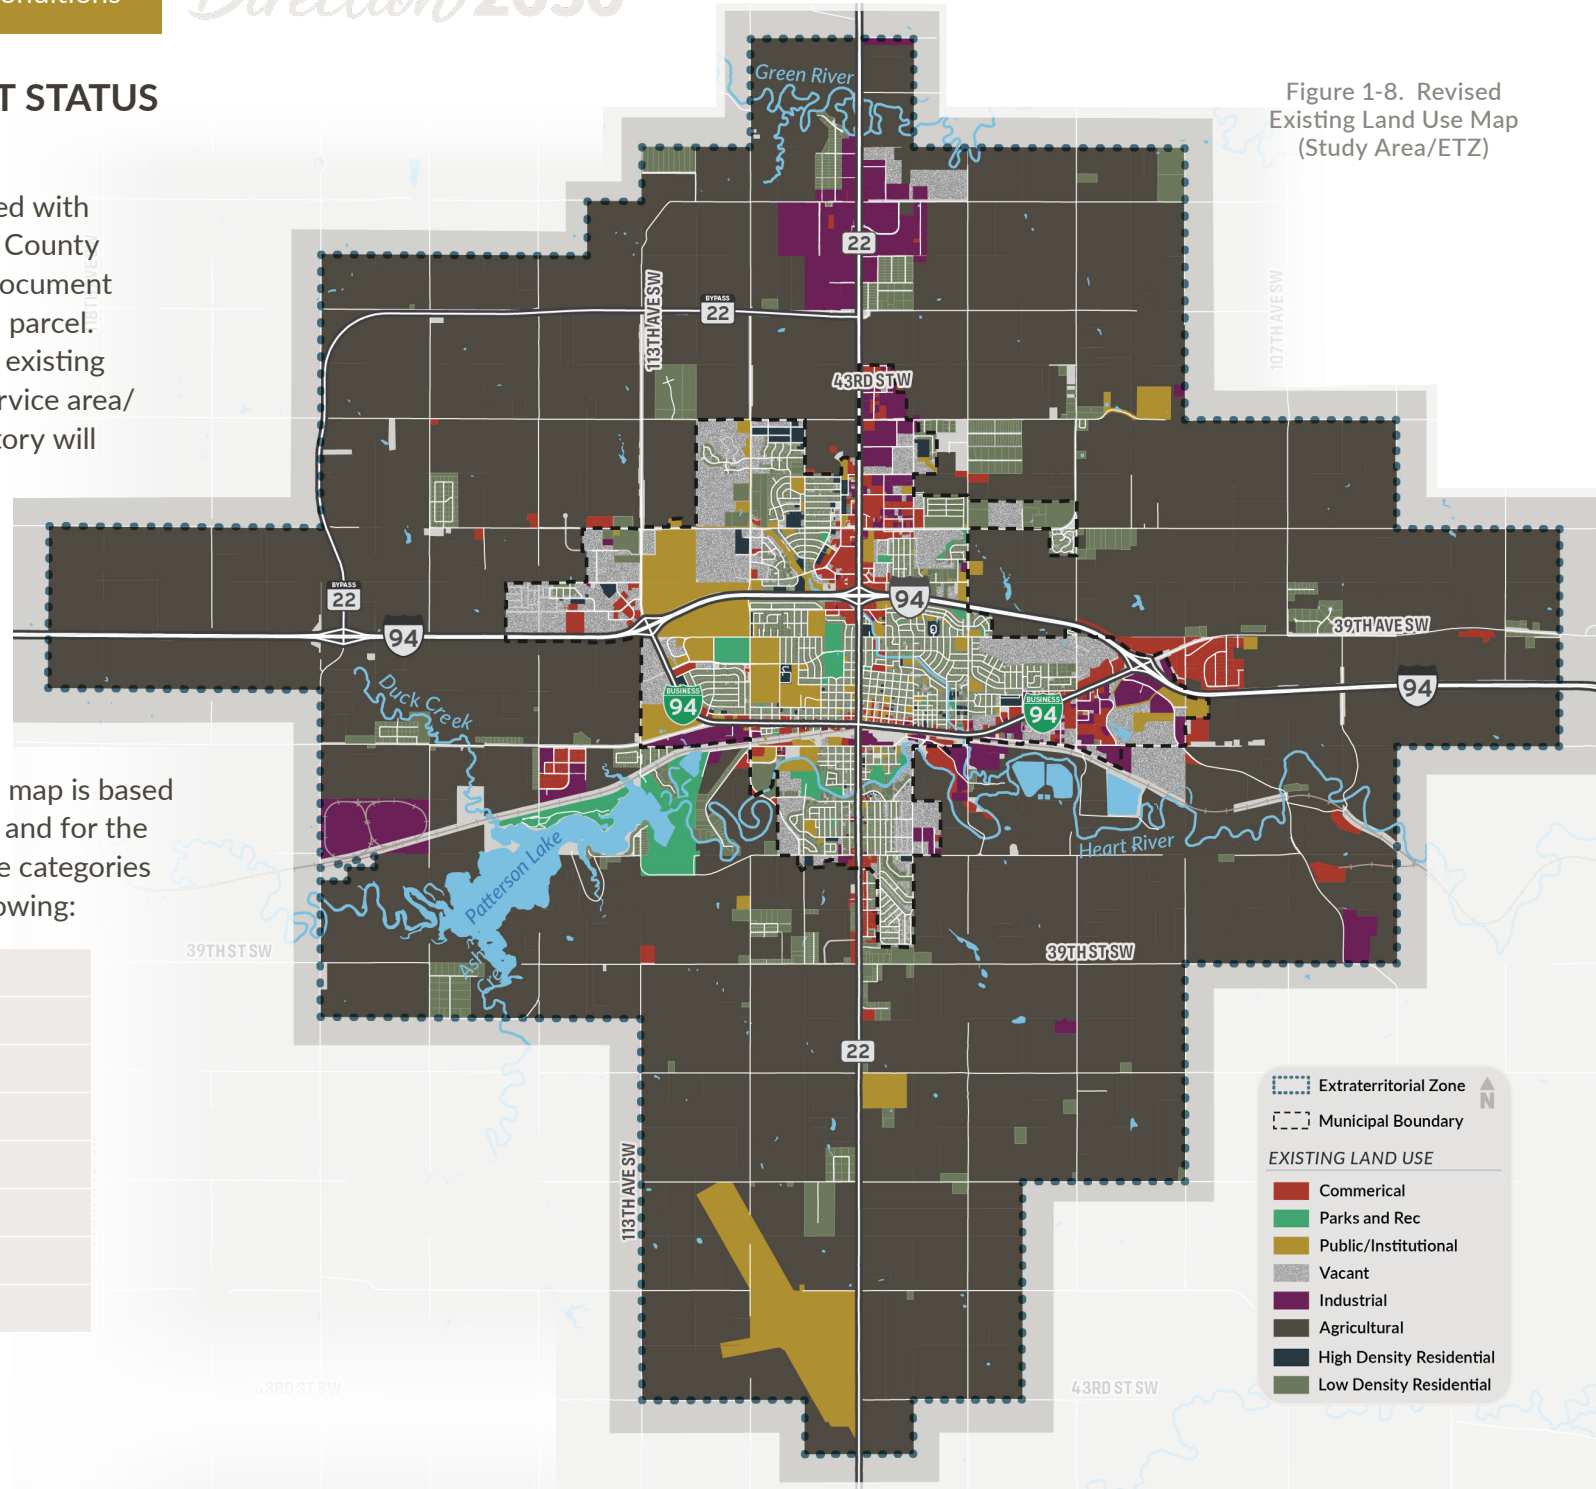 onditions
Direction 2050
T STATUS
ed with
County
ocument
parcel.
existing
rvice area/
tory will
map is based
and for the
e categories
owing:
Figure 1-8. Revised
Existing Land Use Map
(Study Area/ETZ)
Green River
22
113TH AVE SW
BYPASS
22
107TH AVE SW
43RD ST W
BYPASS
22
94
94
39TH AVE SW
94
Duck Creek
BUSINESS
94
BUSINESS
94
Heart River
Patterson Lake
39TH ST SW
39TH ST SW
22
113TH AVE SW
43RD ST SW
43RD ST SW
Extraterritorial Zone
N
Municipal Boundary
EXISTING LAND USE
Commerical
Parks and Rec
Public/Institutional
Vacant
Industrial
Agricultural
High Density Residential
Low Density Residential